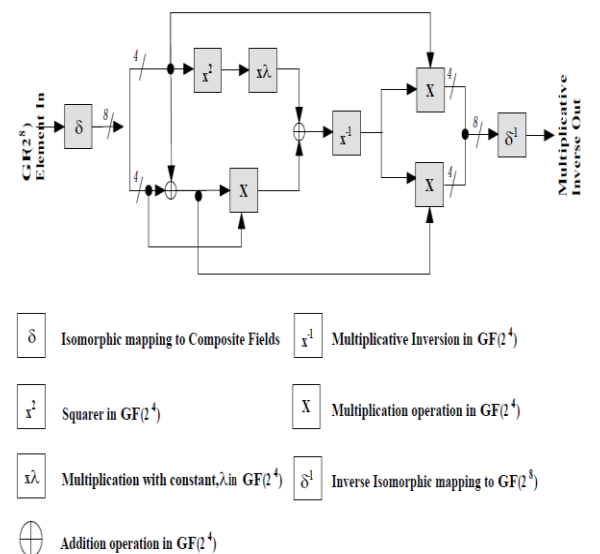 GF(2⁸)
Element In
δ
8
4
4
x²
xλ
X
x⁻¹
X
X
4
4
8
δ⁻¹
Multiplicative
Inverse Out
δ Isomorphic mapping to Composite Fields
x⁻¹ Multiplicative Inversion in GF(2⁴)
x² Squarer in GF(2⁴)
X Multiplication operation in GF(2⁴)
xλ Multiplication with constant,λ in GF(2⁴)
δ¹ Inverse Isomorphic mapping to GF(2⁸)
Addition operation in GF(2⁴)